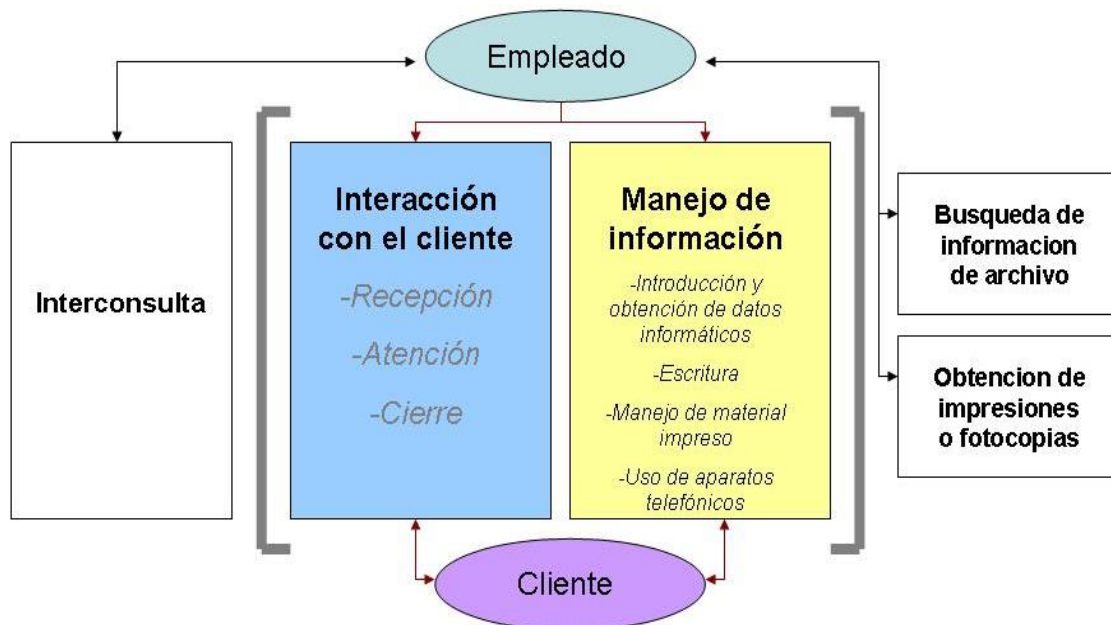 Empleado
Interconsulta
Interacción
con el cliente
-Recepción
-Atención
-Cierre
Manejo de
información
-Introducción y
obtención de datos
informáticos
-Escritura
-Manejo de material
impreso
-Uso de aparatos
telefónicos
Busqueda de
informacion
de archivo
Obtencion de
impresiones
o fotocopias
Cliente